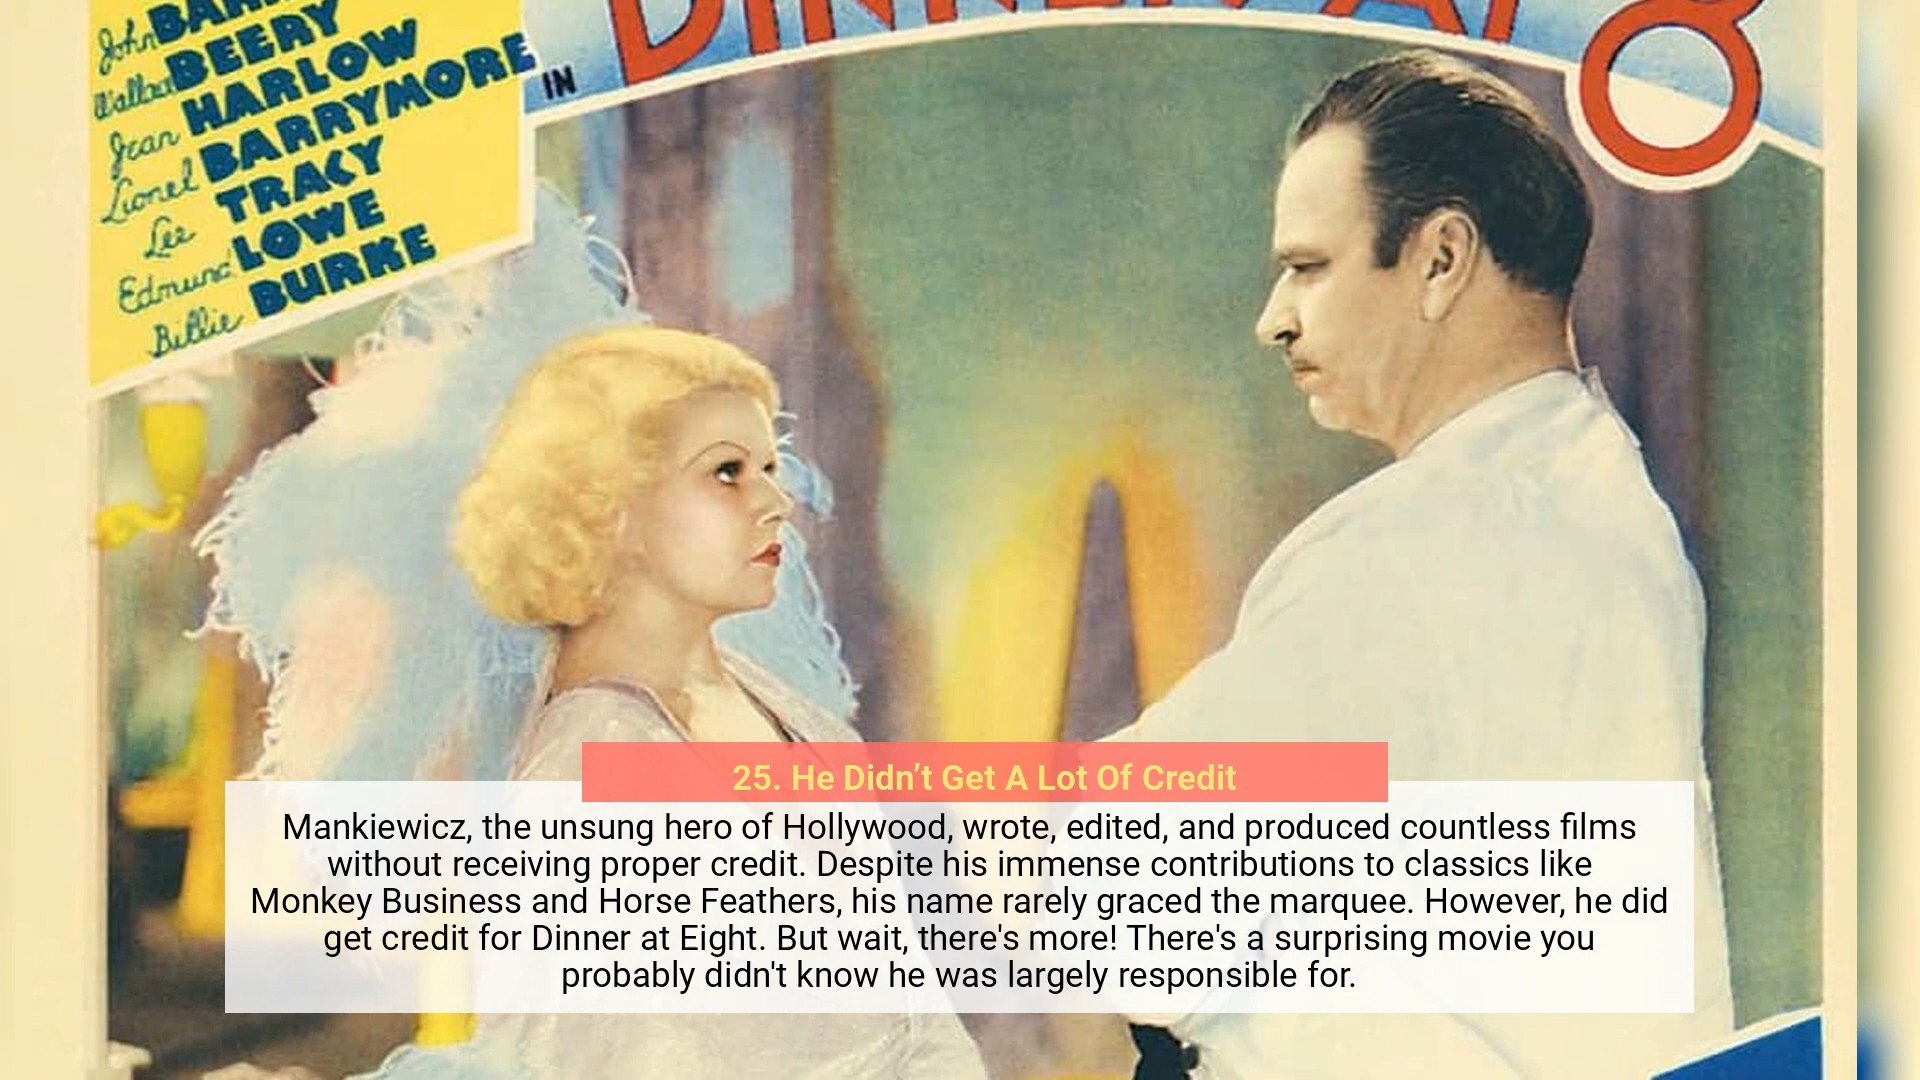 John BARRYMORE
Wallace BEERY
Jean HARLOW
Lionel BARRYMORE
Lee TRACY
Edmund LOWE
Billie BURKE
IN
DINNER AT 8
25. He Didn’t Get A Lot Of Credit
Mankiewicz, the unsung hero of Hollywood, wrote, edited, and produced countless films
without receiving proper credit. Despite his immense contributions to classics like
Monkey Business and Horse Feathers, his name rarely graced the marquee. However, he did
get credit for Dinner at Eight. But wait, there's more! There's a surprising movie you
probably didn't know he was largely responsible for.